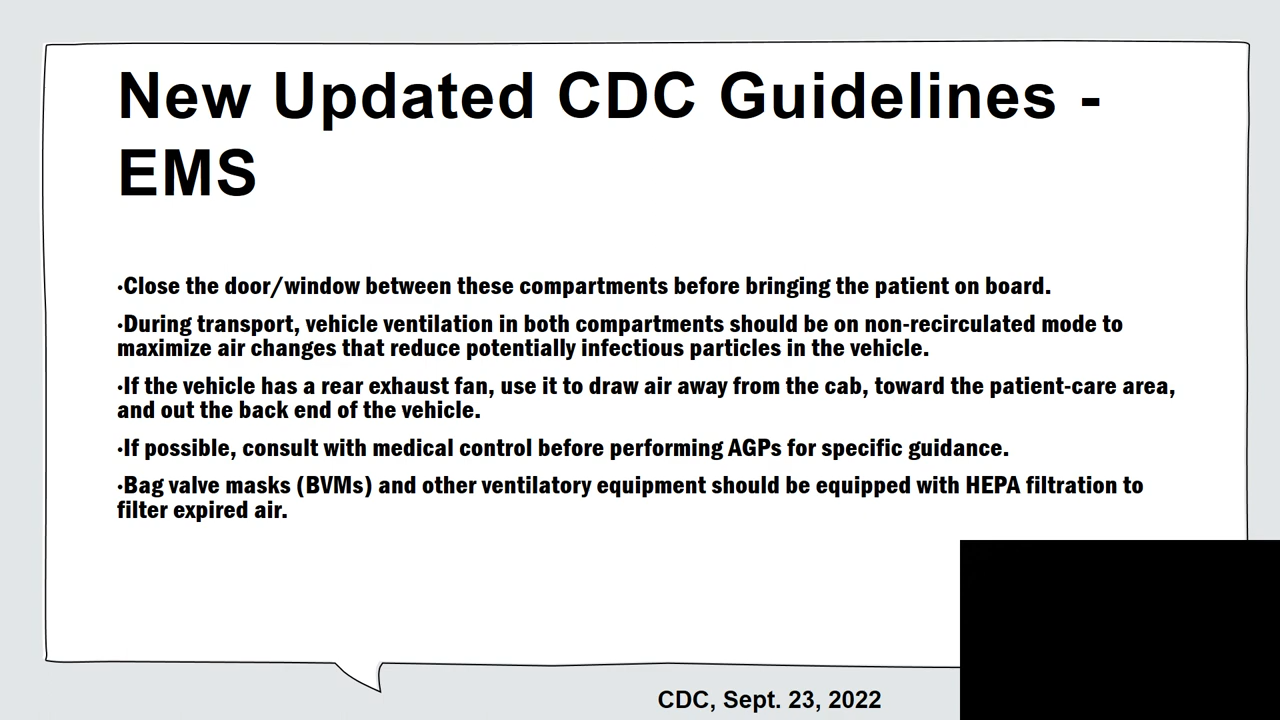 New Updated CDC Guidelines -
EMS
•Close the door/window between these compartments before bringing the patient on board.
•During transport, vehicle ventilation in both compartments should be on non-recirculated mode to
maximize air changes that reduce potentially infectious particles in the vehicle.
•If the vehicle has a rear exhaust fan, use it to draw air away from the cab, toward the patient-care area,
and out the back end of the vehicle.
•If possible, consult with medical control before performing AGPs for specific guidance.
•Bag valve masks (BVMs) and other ventilatory equipment should be equipped with HEPA filtration to
filter expired air.
CDC, Sept. 23, 2022